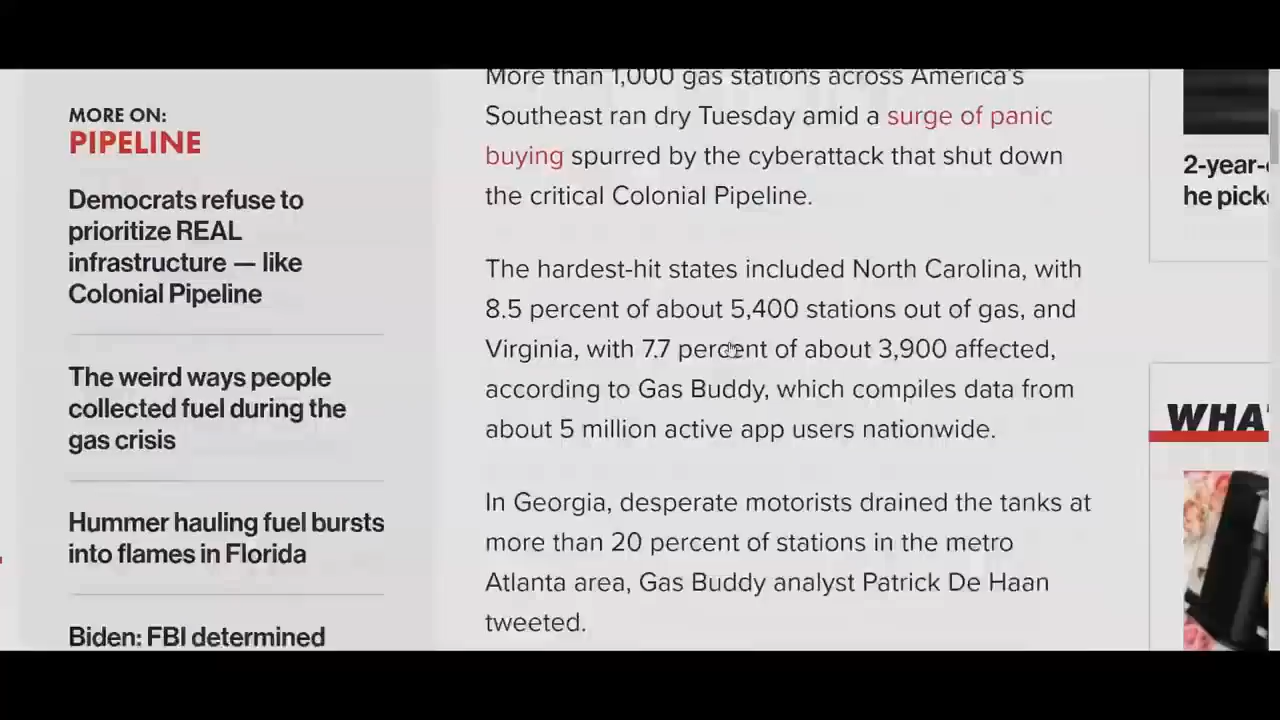 MORE ON:
PIPELINE
Democrats refuse to
prioritize REAL
infrastructure — like
Colonial Pipeline
The weird ways people
collected fuel during the
gas crisis
Hummer hauling fuel bursts
into flames in Florida
Biden: FBI determined
More than 1,000 gas stations across America's
Southeast ran dry Tuesday amid a surge of panic
buying spurred by the cyberattack that shut down
the critical Colonial Pipeline.
The hardest-hit states included North Carolina, with
8.5 percent of about 5,400 stations out of gas, and
Virginia, with 7.7 percent of about 3,900 affected,
according to Gas Buddy, which compiles data from
about 5 million active app users nationwide.
In Georgia, desperate motorists drained the tanks at
more than 20 percent of stations in the metro
Atlanta area, Gas Buddy analyst Patrick De Haan
tweeted.
2-year-
he pick
WHA